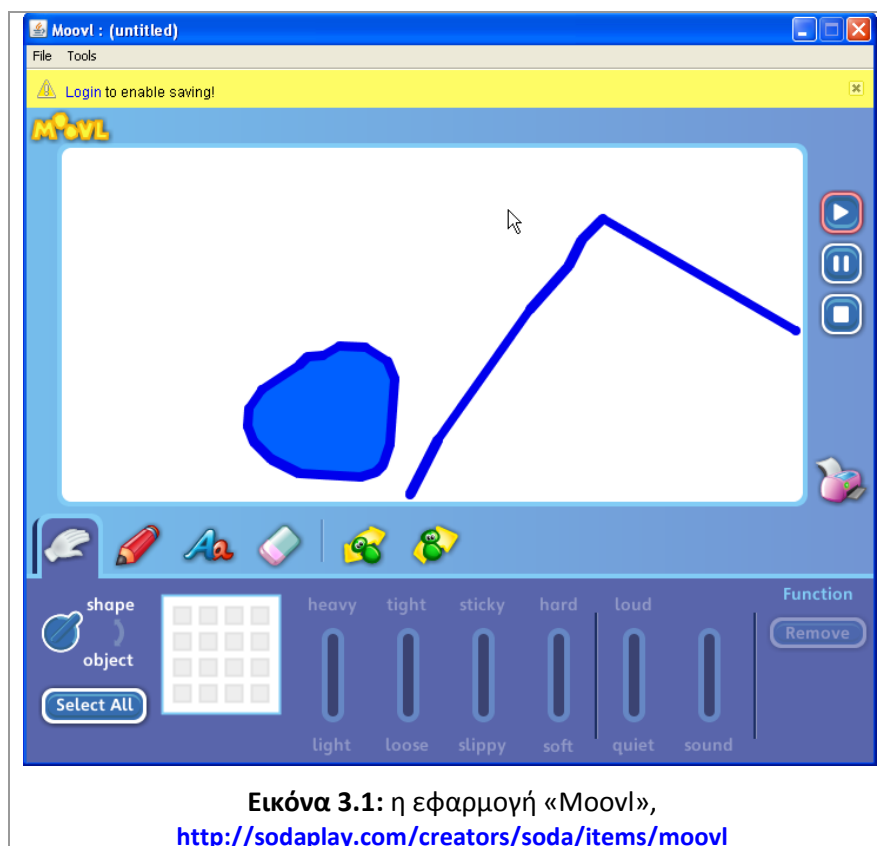 Moovl : (untitled)
File Tools
Login to enable saving!
MOOVL
Aa
shape
object
Select All
heavy tight sticky hard loud
light loose slippy soft quiet sound
Function
Remove
Εικόνα 3.1: η εφαρμογή «Moovl»,
http://sodaplay.com/creators/soda/items/moovl